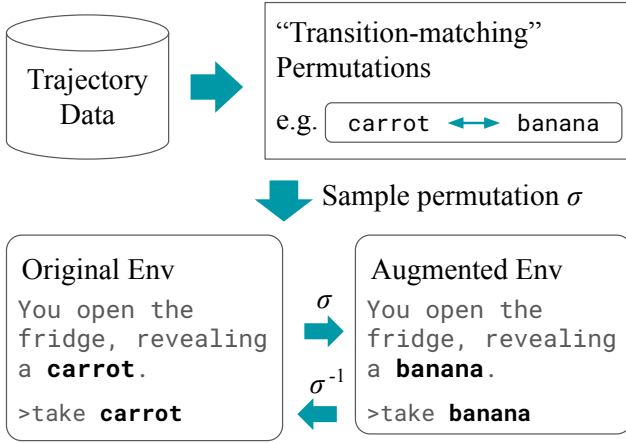 Trajectory
Data
“Transition-matching”
Permutations
e.g. carrot banana
Sample permutation σ
Original Env
You open the
fridge, revealing
a carrot.
>take carrot
σ
σ⁻¹
Augmented Env
You open the
fridge, revealing
a banana.
>take banana